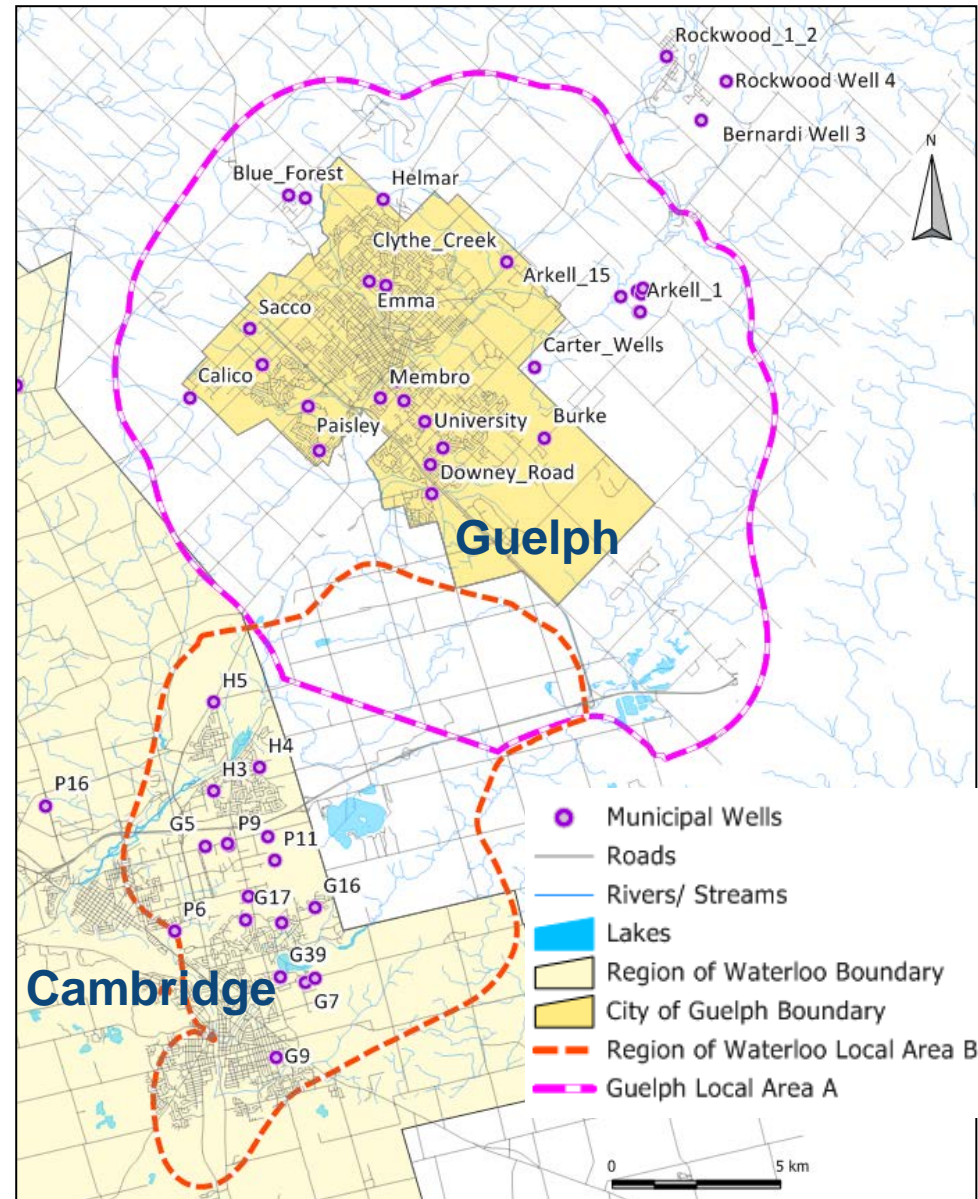 Rockwood_1_2
Rockwood Well 4
Bernardi Well 3
N
Blue_Forest
Helmar
Clythe_Creek
Arkell_15
Arkell_1
Emma
Sacco
Carter_Wells
Calico
Membro
Burke
Paisley
University
Downey_Road
Guelph
H5
H4
H3
P16
G5
P9
P11
G17
G16
P6
G39
Cambridge
G7
G9
Municipal Wells
Roads
Rivers/ Streams
Lakes
Region of Waterloo Boundary
City of Guelph Boundary
Region of Waterloo Local Area B
Guelph Local Area A
0 5 km